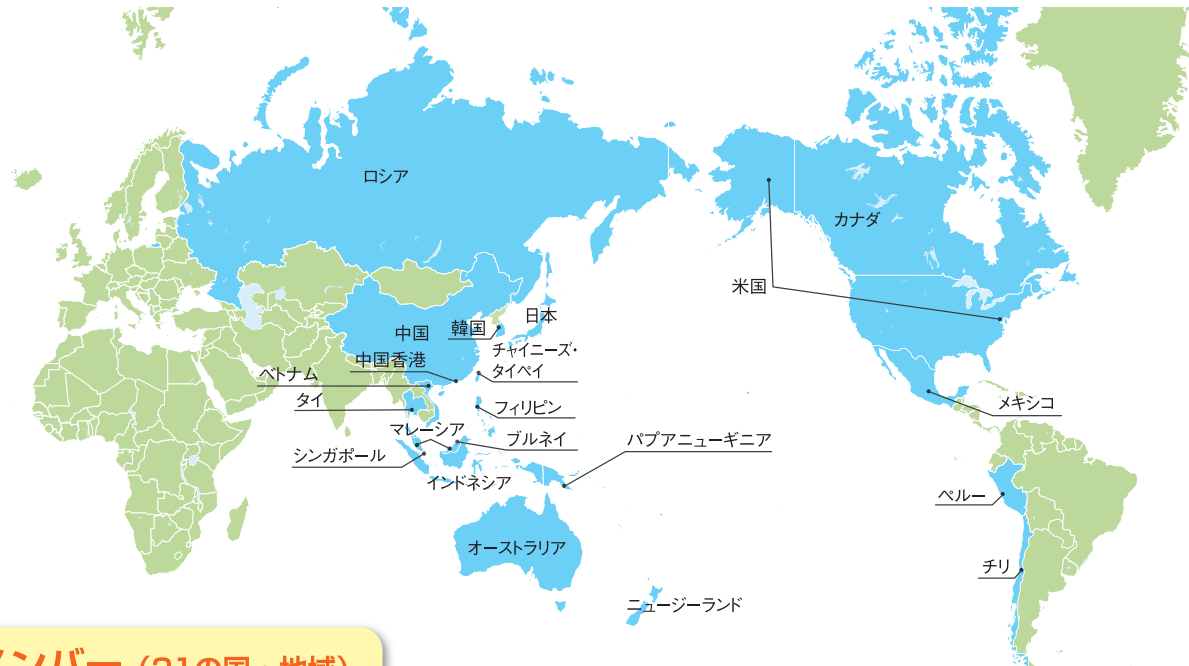 ロシア
カナダ
米国
日本
韓国
中国
チャイニーズ・
タイペイ
中国香港
ベトナム
タイ
フィリピン
マレーシア
ブルネイ
パプアニューギニア
シンガポール
インドネシア
メキシコ
ペルー
オーストラリア
チリ
ニュージーランド